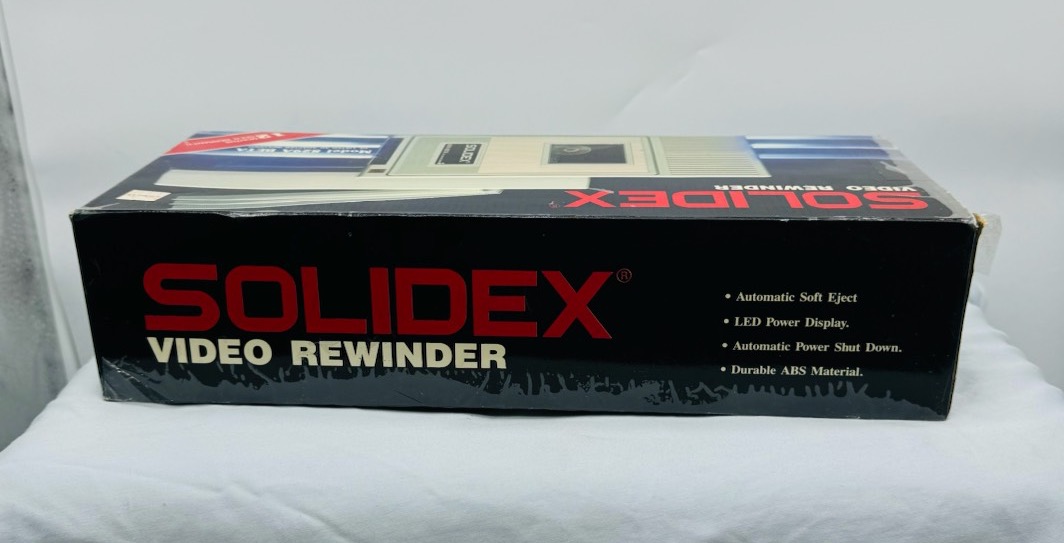 SOLIDEX®
VIDEO REWINDER
• Automatic Soft Eject
• LED Power Display.
• Automatic Power Shut Down.
• Durable ABS Material.
SOLIDEX
VIDEO REWINDER
SOLIDEX